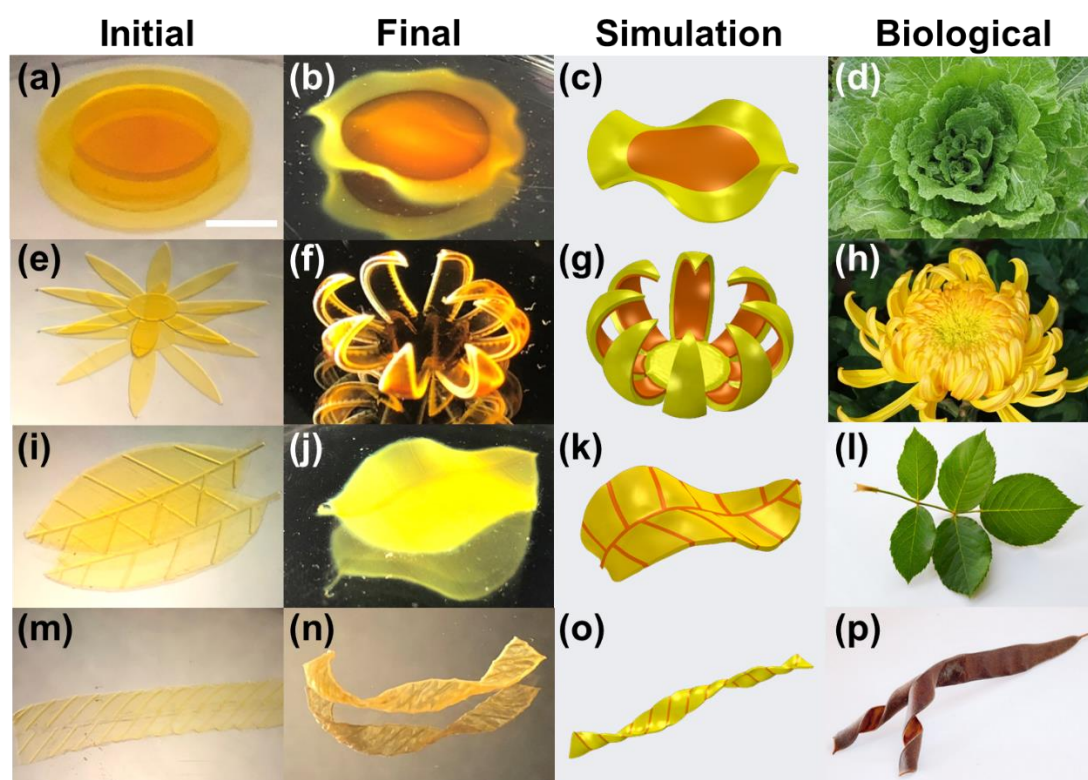 Initial Final Simulation Biological
(a) (b) (c) (d)
(e) (f) (g) (h)
(i) (j) (k) (l)
(m) (n) (o) (p)